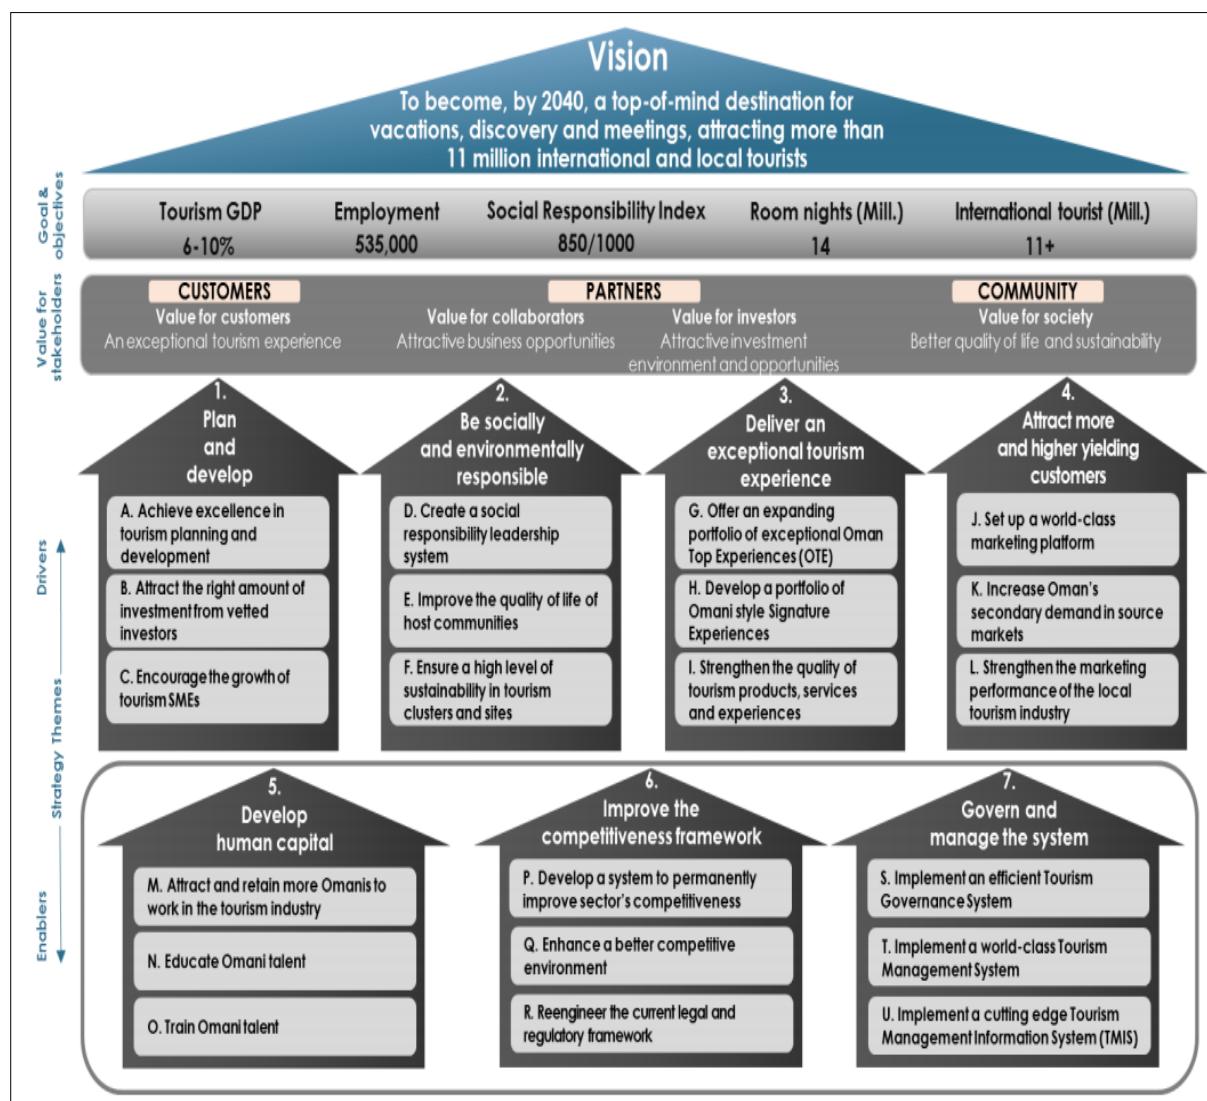 Vision
To become, by 2040, a top-of-mind destination for
vacations, discovery and meetings, attracting more than
11 million international and local tourists
Goal &
objectives
Tourism GDP
6-10%
Employment
535,000
Social Responsibility Index
850/1000
Room nights (Mill.)
14
International tourist (Mill.)
11+
Value for
stakeholders
CUSTOMERS
Value for customers
An exceptional tourism experience
PARTNERS
Value for collaborators
Attractive business opportunities
Value for investors
Attractive investment
environment and opportunities
COMMUNITY
Value for society
Better quality of life and sustainability
Strategy Themes
Drivers
1.
Plan
and
develop
A. Achieve excellence in
tourism planning and
development
B. Attract the right amount of
investment from vetted
investors
C. Encourage the growth of
tourism SMEs
2.
Be socially
and environmentally
responsible
D. Create a social
responsibility leadership
system
E. Improve the quality of life of
host communities
F. Ensure a high level of
sustainability in tourism
clusters and sites
3.
Deliver an
exceptional tourism
experience
G. Offer an expanding
portfolio of exceptional Oman
Top Experiences (OTE)
H. Develop a portfolio of
Omani style Signature
Experiences
I. Strengthen the quality of
tourism products, services
and experiences
4.
Attract more
and higher yielding
customers
J. Set up a world-class
marketing platform
K. Increase Oman's
secondary demand in source
markets
L. Strengthen the marketing
performance of the local
tourism industry
Enablers
5.
Develop
human capital
M. Attract and retain more Omanis to
work in the tourism industry
N. Educate Omani talent
O. Train Omani talent
6.
Improve the
competitiveness framework
P. Develop a system to permanently
improve sector's competitiveness
Q. Enhance a better competitive
environment
R. Reengineer the current legal and
regulatory framework
7.
Govern and
manage the system
S. Implement an efficient Tourism
Governance System
T. Implement a world-class Tourism
Management System
U. Implement a cutting edge Tourism
Management Information System (TMIS)